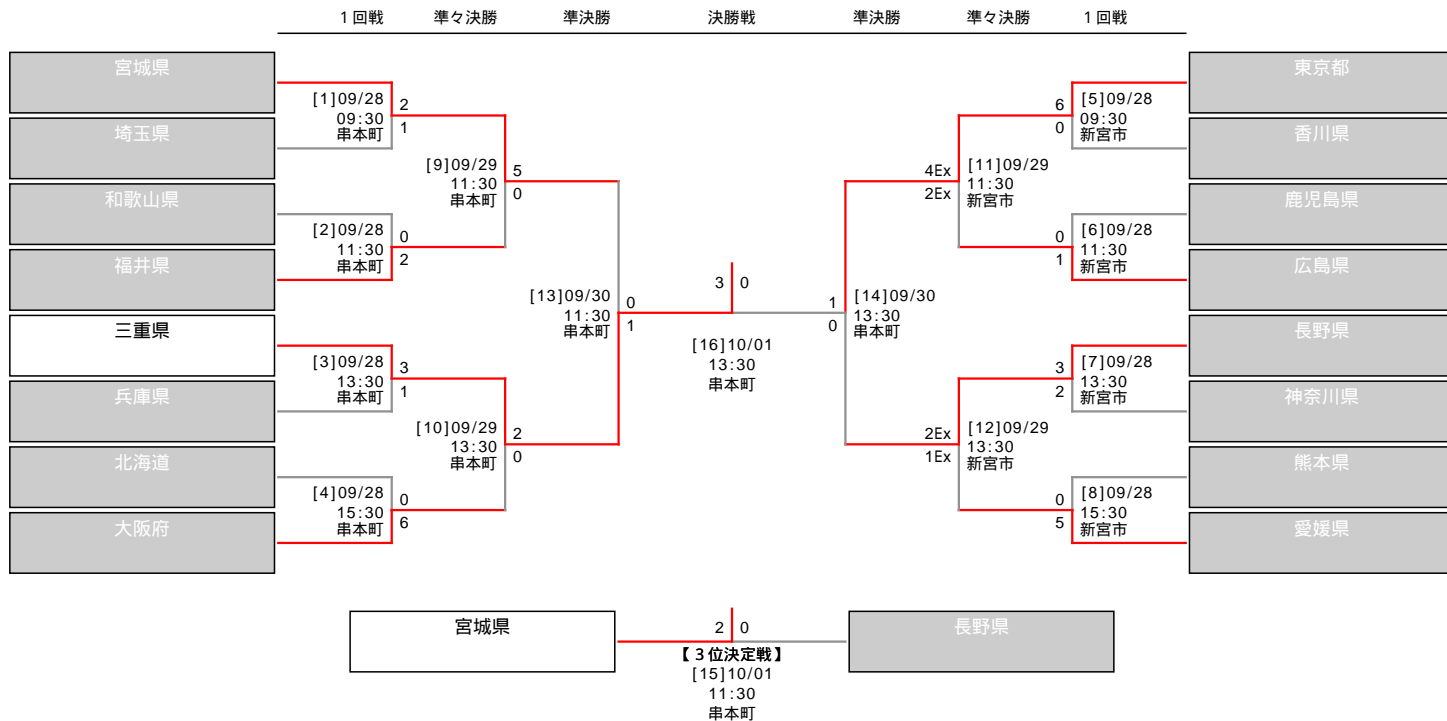 1回戦 準々決勝 準決勝 決勝戦 準決勝 準々決勝 1回戦
宮城県
埼玉県
和歌山県
福井県
三重県
兵庫県
北海道
大阪府
[1]09/28
09:30
串本町
2
1
[2]09/28
11:30
串本町
0
2
[3]09/28
13:30
串本町
3
1
[4]09/28
15:30
串本町
0
6
[9]09/29
11:30
串本町
5
0
[10]09/29
13:30
串本町
2
0
[13]09/30
11:30
串本町
0
1
3 0
[16]10/01
13:30
串本町
1
0
[14]09/30
13:30
串本町
4Ex
2Ex
[11]09/29
11:30
新宮市
2Ex
1Ex
[12]09/29
13:30
新宮市
6
0
[5]09/28
09:30
新宮市
0
1
[6]09/28
11:30
新宮市
3
2
[7]09/28
13:30
新宮市
0
5
[8]09/28
15:30
新宮市
東京都
香川県
鹿児島県
広島県
長野県
神奈川県
熊本県
愛媛県
宮城県 2 0 長野県
【3位決定戦】
[15]10/01
11:30
串本町